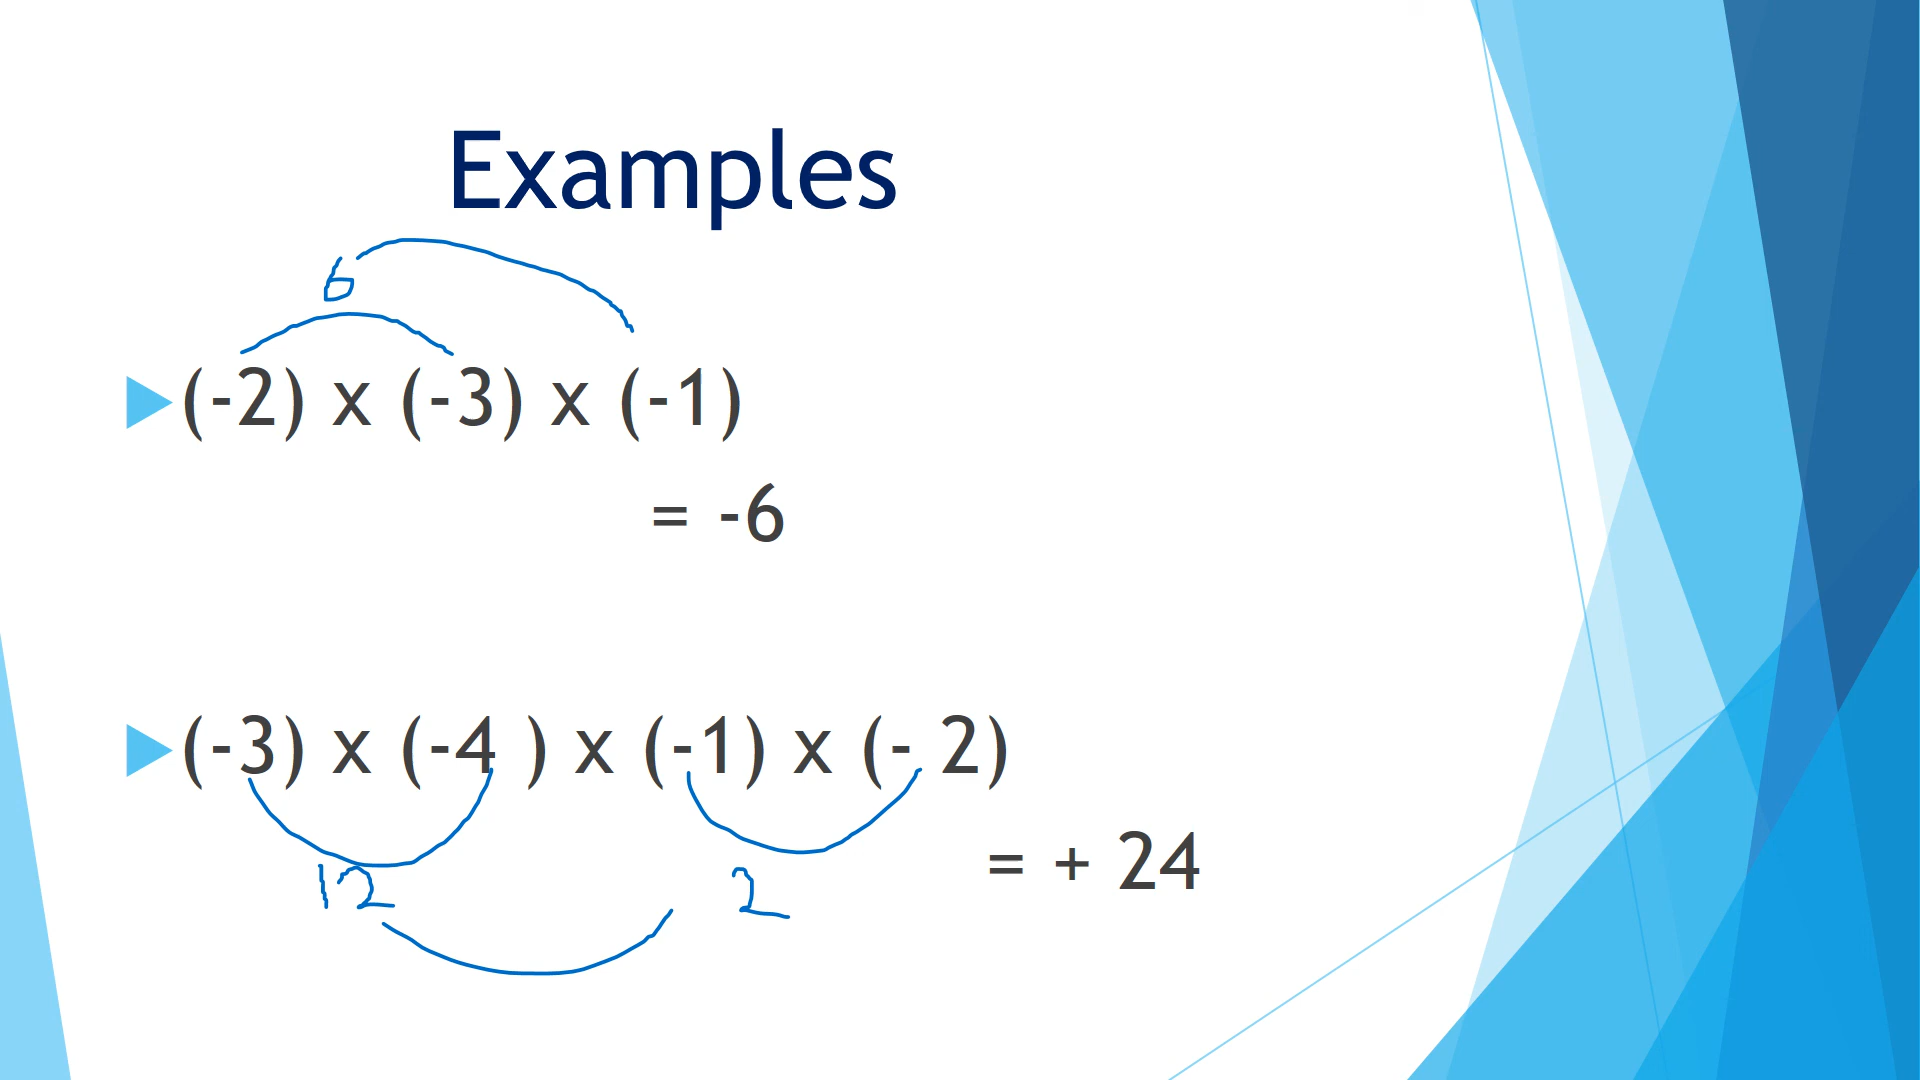 Examples
6
(-2) x (-3) x (-1)
= -6
(-3) x (-4 ) x (-1) x (- 2)
= + 24
12 2